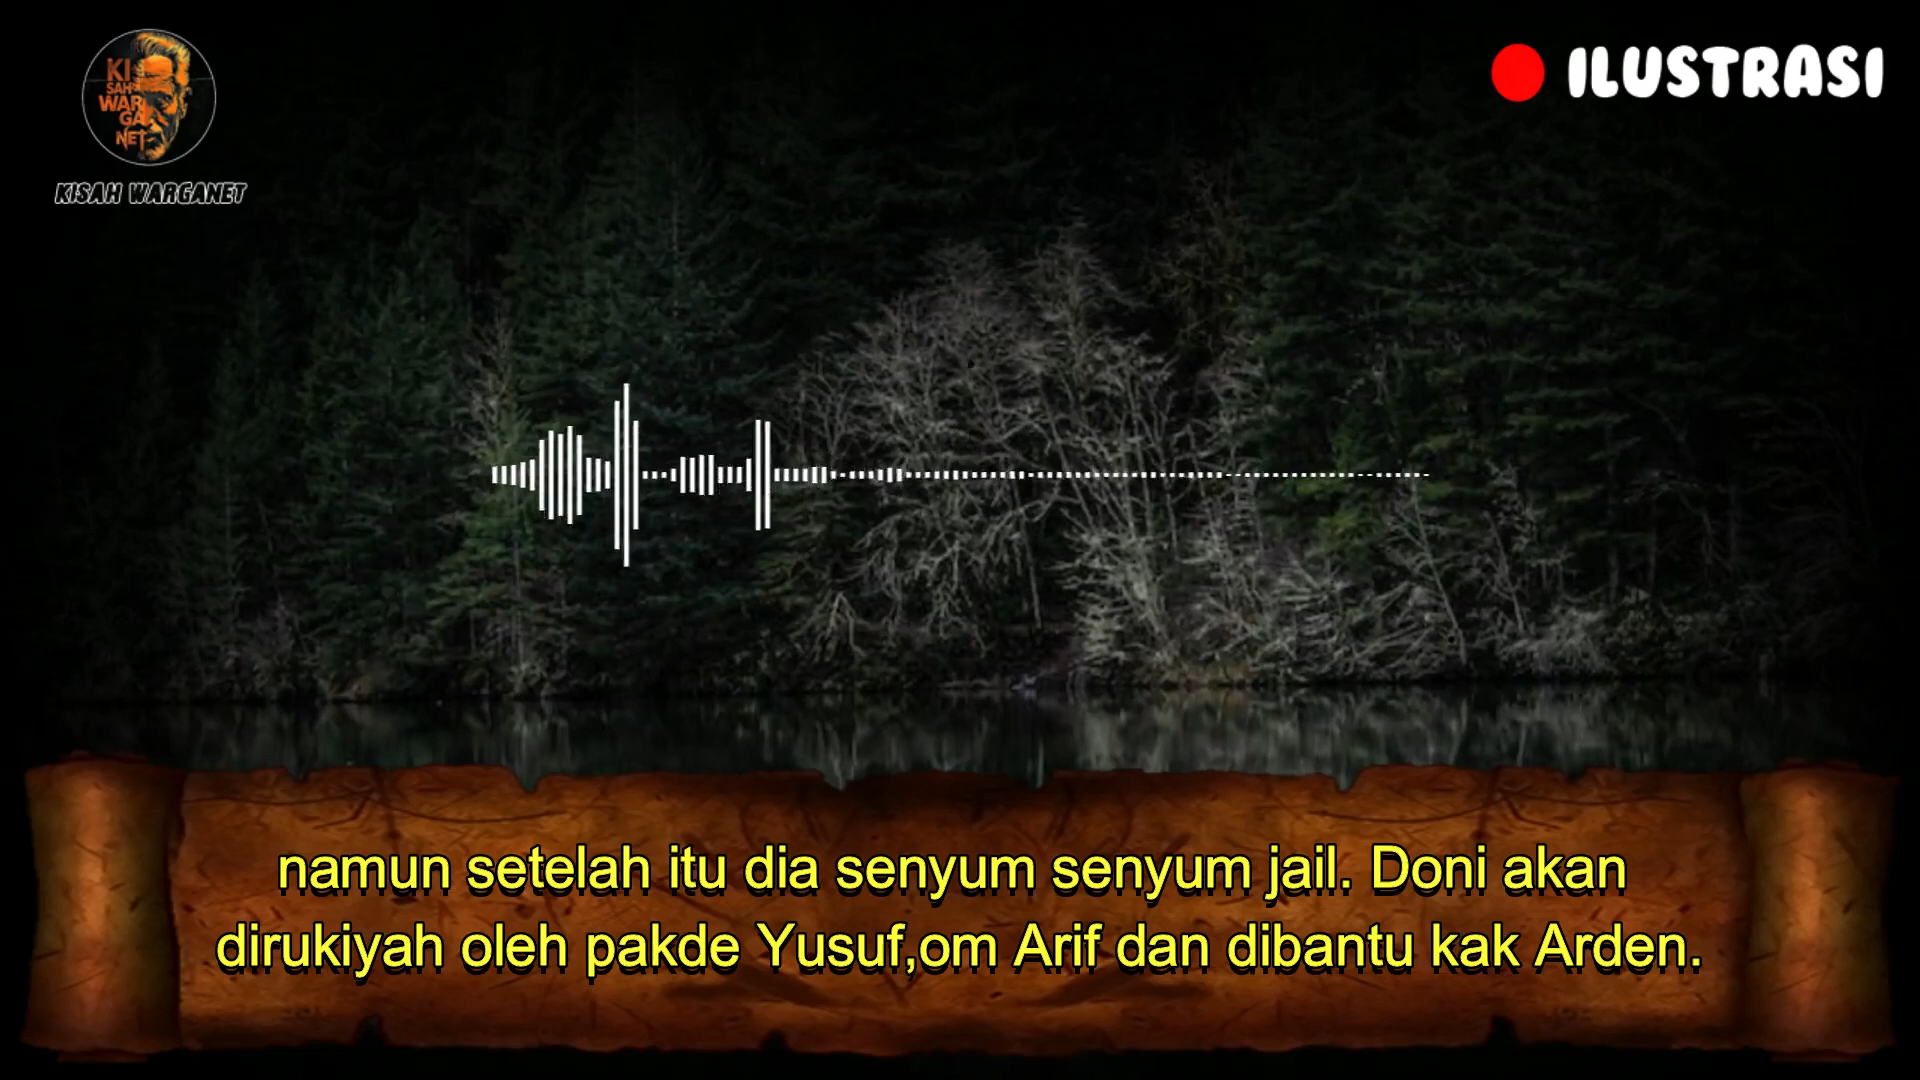 KI
SAH
WAR
GA
NET
KISAH WARGANET
ILUSTRASI
namun setelah itu dia senyum senyum jail. Doni akan
dirukiyah oleh pakde Yusuf,om Arif dan dibantu kak Arden.